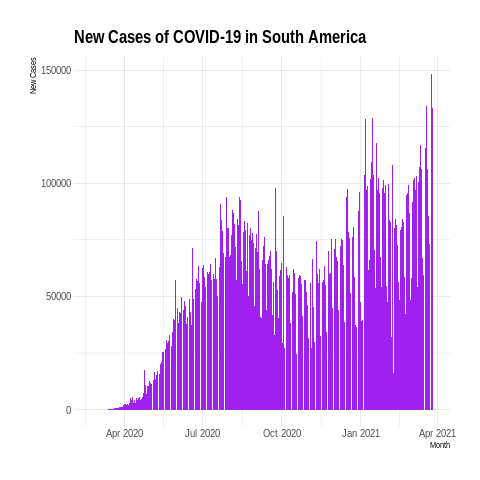 New Cases of COVID-19 in South America
New Cases
150000
100000
50000
0
Apr 2020 Jul 2020 Oct 2020 Jan 2021 Apr 2021
Month